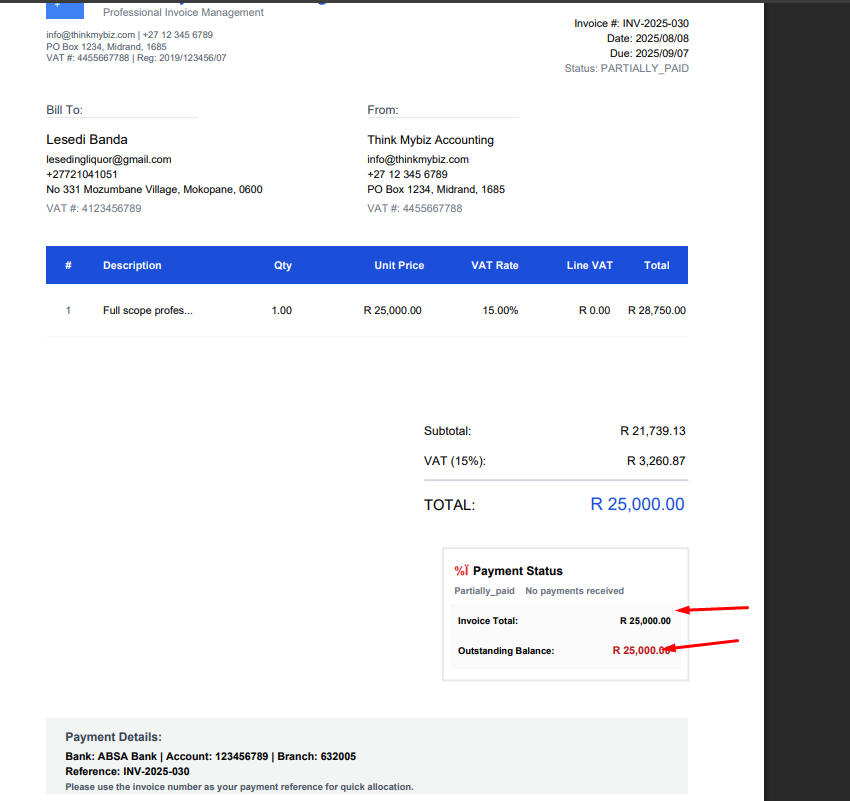 Professional Invoice Management
info@thinkmybiz.com | +27 12 345 6789
PO Box 1234, Midrand, 1685
VAT #: 4455667788 | Reg: 2019/123456/07
Invoice #: INV-2025-030
Date: 2025/08/08
Due: 2025/09/07
Status: PARTIALLY_PAID
Bill To:
Lesedi Banda
lesedingliquor@gmail.com
+27721041051
No 331 Mozumbane Village, Mokopane, 0600
VAT #: 4123456789
From:
Think Mybiz Accounting
info@thinkmybiz.com
+27 12 345 6789
PO Box 1234, Midrand, 1685
VAT #: 4455667788
# Description Qty Unit Price VAT Rate Line VAT Total
1 Full scope profes... 1.00 R 25,000.00 15.00% R 0.00 R 28,750.00
Subtotal: R 21,739.13
VAT (15%): R 3,260.87
TOTAL: R 25,000.00
%Ï Payment Status
Partially_paid No payments received
Invoice Total: R 25,000.00
Outstanding Balance: R 25,000.00
Payment Details:
Bank: ABSA Bank | Account: 123456789 | Branch: 632005
Reference: INV-2025-030
Please use the invoice number as your payment reference for quick allocation.